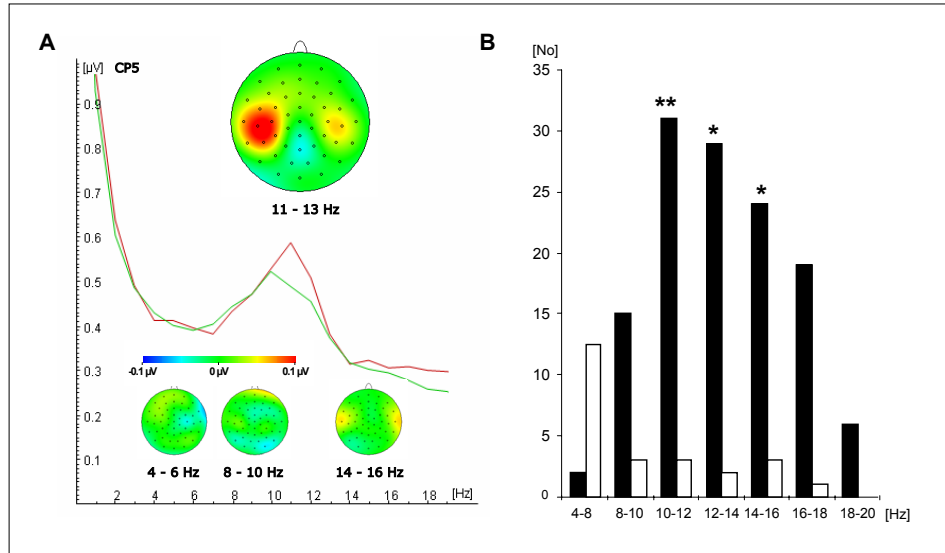 A
[µV] CP5
0.9
0.8
0.7
0.6
0.5
0.4
0.3
0.2
0.1
11 - 13 Hz
-0.1 µV 0 µV 0.1 µV
4 - 6 Hz 8 - 10 Hz 14 - 16 Hz
2 4 6 8 10 12 14 16 18 [Hz]
B
[No]
35
30
25
20
15
10
5
0
** * *
4-8 8-10 10-12 12-14 14-16 16-18 18-20 [Hz]